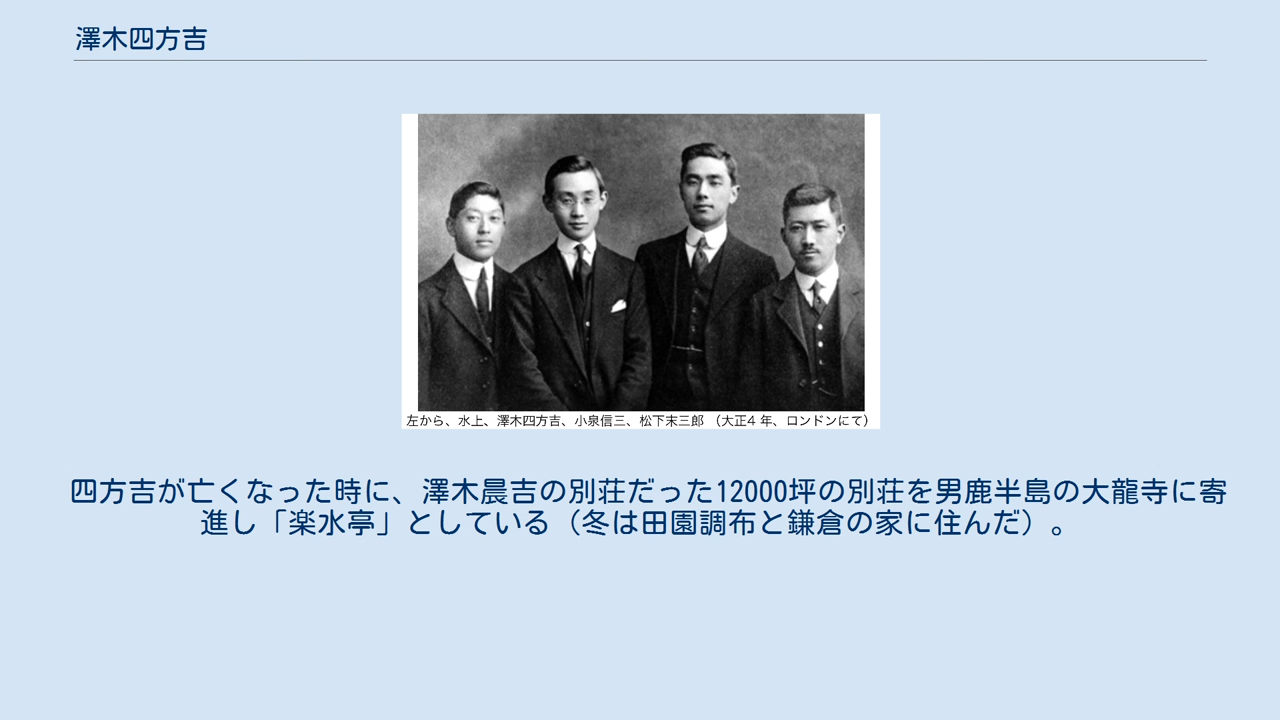 澤木四方吉
左から、水上、澤木四方吉、小泉信三、松下末三郎 （大正4 年、ロンドンにて）
四方吉が亡くなった時に、澤木晨吉の別荘だった12000坪の別荘を男鹿半島の大龍寺に寄
進し「楽水亭」としている（冬は田園調布と鎌倉の家に住んだ）。